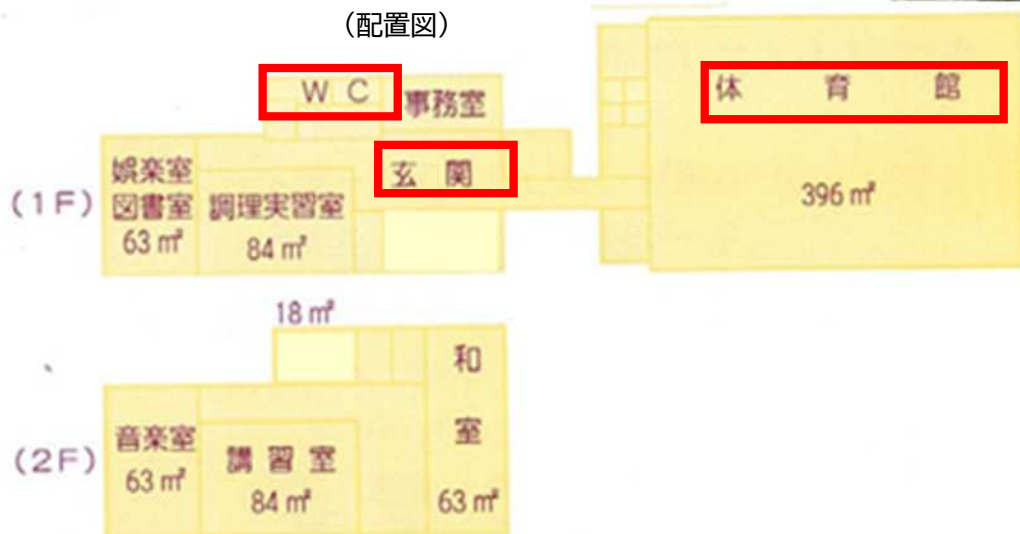 (配置図)
W C
事務室
体 育 館
玄 関
396㎡
(1F)
娯楽室
図書室
63㎡
調理実習室
84㎡
18㎡
和
室
63㎡
(2F)
音楽室
63㎡
講 習 室
84㎡